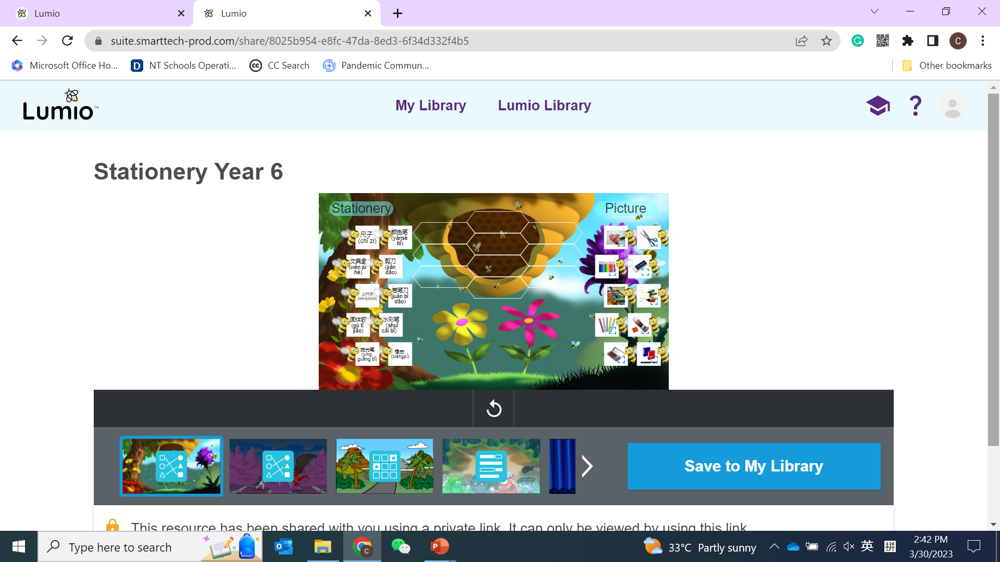 Lumio
Lumio
suite.smarttech-prod.com/share/8025b954-e8fc-47da-8ed3-6f34d332f4b5
C
Microsoft Office Ho...
D
NT Schools Operati...
cc
CC Search
Pandemic Commun...
Other bookmarks
Lumio™
My Library
Lumio Library
?
Stationery Year 6
Stationery
Picture
尺子
(chǐ zi)
颜色笔
(yánsè
bǐ)
文具盒
(wén jù
hé)
剪刀
(jiǎn
dāo)
文件夹
(wénjiànjiā)
卷笔刀
(juǎn bǐ
dāo)
固体胶
(gù tǐ
jiāo)
水彩笔
(shuǐ
cǎi bǐ)
荧光笔
(yíng
guāng bǐ)
橡皮
(xiàngpí)
Save to My Library
This resource has been shared with you using a private link. It can only be viewed by using this link.
Type here to search
33°C Partly sunny
英
拼
2:42 PM
3/30/2023